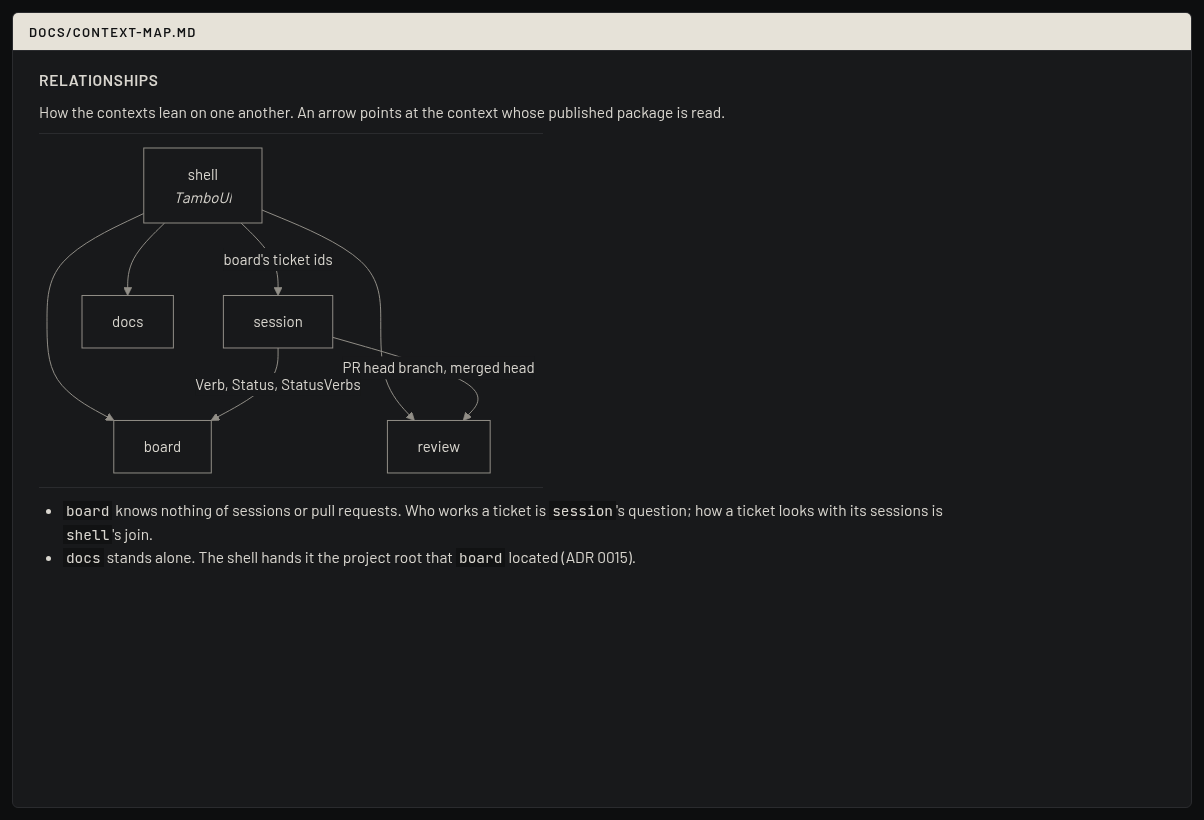 DOCS/CONTEXT-MAP.MD
RELATIONSHIPS
How the contexts lean on one another. An arrow points at the context whose published package is read.
shell
TamboUI
board's ticket ids
docs
session
PR head branch, merged head
Verb, Status, StatusVerbs
board
review
board knows nothing of sessions or pull requests. Who works a ticket is session's question; how a ticket looks with its sessions is
shell's join.
docs stands alone. The shell hands it the project root that board located (ADR 0015).